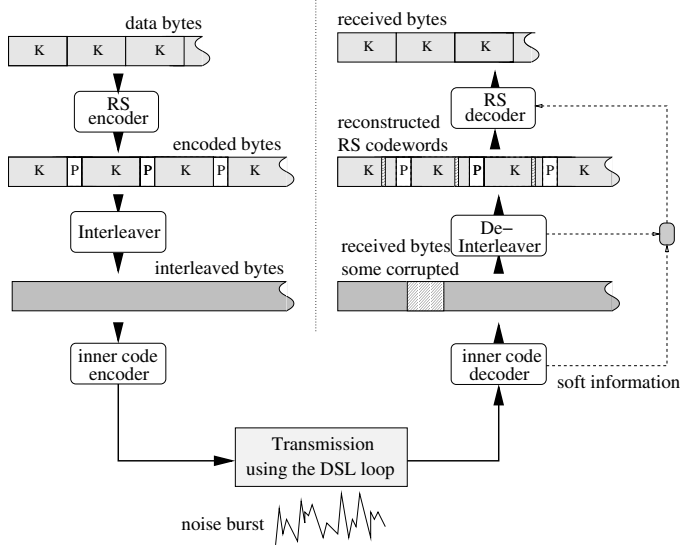 data bytes
K K K
RS
encoder
encoded bytes
K P K P K P K
Interleaver
interleaved bytes
inner code
encoder
received bytes
K K K
RS
decoder
reconstructed
RS codewords
K P K P K P K
De-
Interleaver
received bytes
some corrupted
inner code
decoder
soft information
Transmission
using the DSL loop
noise burst